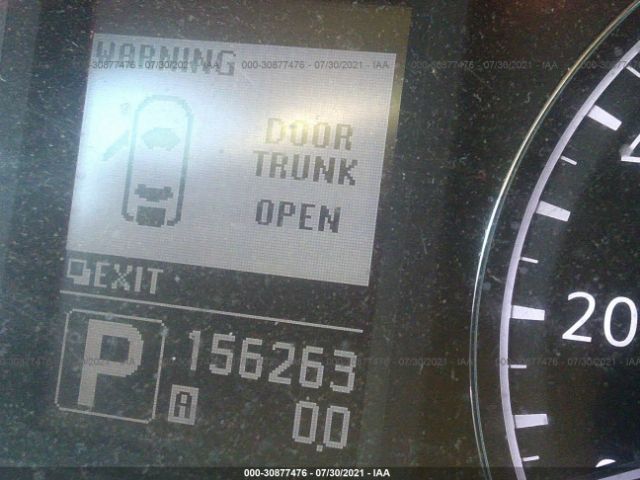 WARNING
000-30877476 - 07/30/2021 - IAA
DOOR
TRUNK
OPEN
EXIT
P
156263
A 0.0
20
000-30877476 - 07/30/2021 - IAA